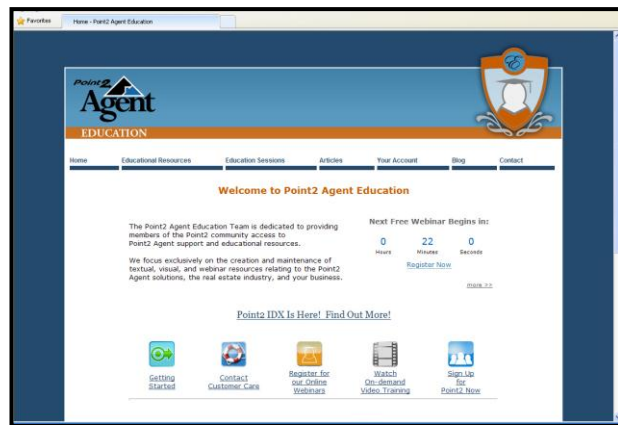 Favorites
Home - Point2 Agent Education
Point2
Agent
EDUCATION
E
Home Educational Resources Education Sessions Articles Your Account Blog Contact
Welcome to Point2 Agent Education
The Point2 Agent Education Team is dedicated to providing
members of the Point2 community access to
Point2 Agent support and educational resources.
We focus exclusively on the creation and maintenance of
textual, visual, and webinar resources relating to the Point2
Agent solutions, the real estate industry, and your business.
Next Free Webinar Begins in:
0 22 0
Hours Minutes Seconds
Register Now
more >>
Point2 IDX Is Here! Find Out More!
Getting
Started
Contact
Customer Care
Register for
our Online
Webinars
Watch
On-demand
Video Training
Sign Up
for
Point2 Now